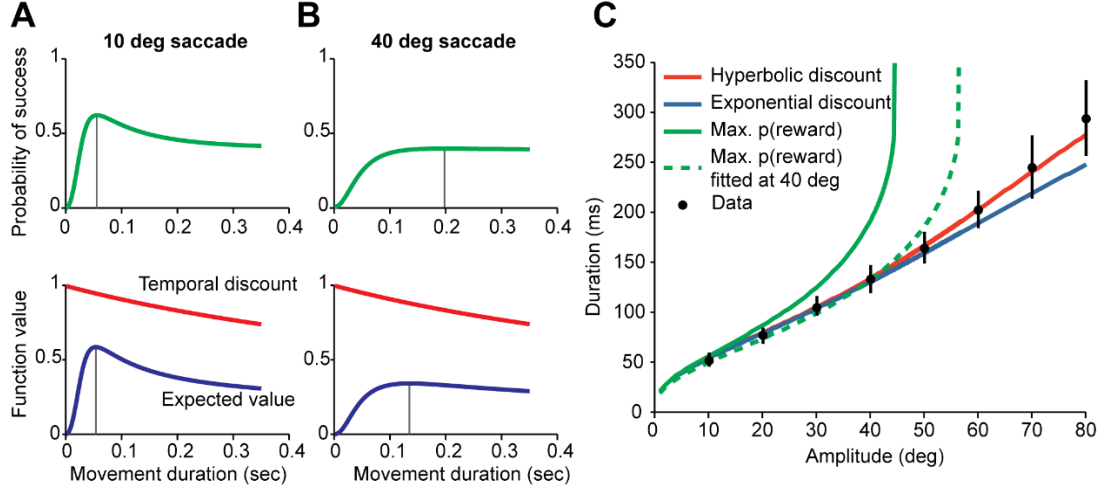 A
10 deg saccade
Probability of success
1
0.5
0
0 0.1 0.2 0.3 0.4
B
40 deg saccade
1
0.5
0
0 0.1 0.2 0.3 0.4
Function value
1
0.5
0
Temporal discount
Expected value
0 0.1 0.2 0.3 0.4
Movement duration (sec)
1
0.5
0
0 0.1 0.2 0.3 0.4
Movement duration (sec)
C
Duration (ms)
350
300
250
200
150
100
50
0
Hyperbolic discount
Exponential discount
Max. p(reward)
Max. p(reward)
fitted at 40 deg
Data
0 10 20 30 40 50 60 70 80
Amplitude (deg)